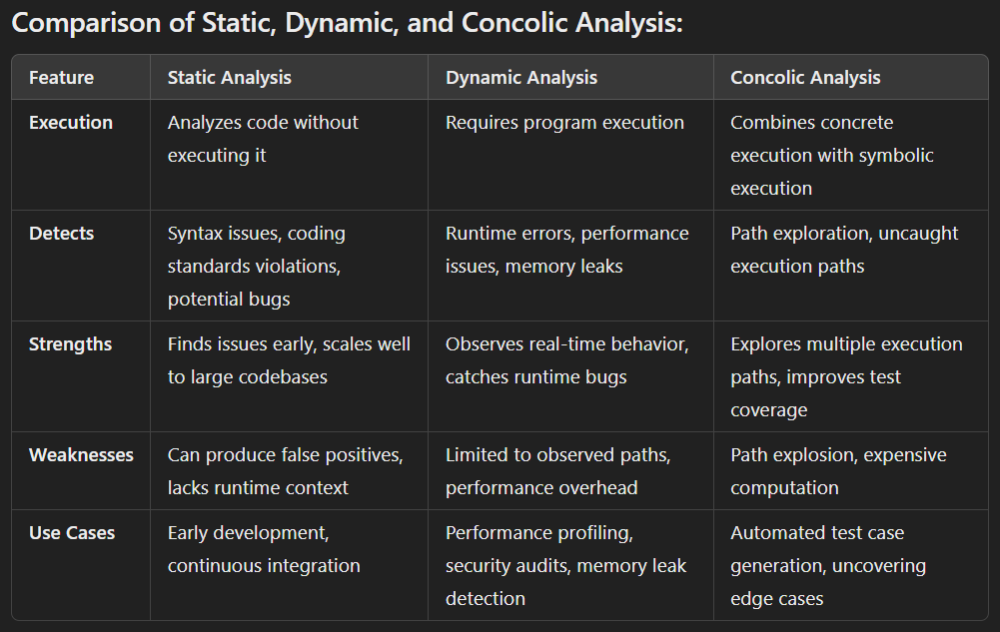 Comparison of Static, Dynamic, and Concolic Analysis:
Feature Static Analysis Dynamic Analysis Concolic Analysis
Execution
Analyzes code without
executing it
Requires program execution
Combines concrete
execution with symbolic
execution
Detects
Syntax issues, coding
standards violations,
potential bugs
Runtime errors, performance
issues, memory leaks
Path exploration, uncaught
execution paths
Strengths
Finds issues early, scales well
to large codebases
Observes real-time behavior,
catches runtime bugs
Explores multiple execution
paths, improves test
coverage
Weaknesses
Can produce false positives,
lacks runtime context
Limited to observed paths,
performance overhead
Path explosion, expensive
computation
Use Cases
Early development,
continuous integration
Performance profiling,
security audits, memory leak
detection
Automated test case
generation, uncovering
edge cases